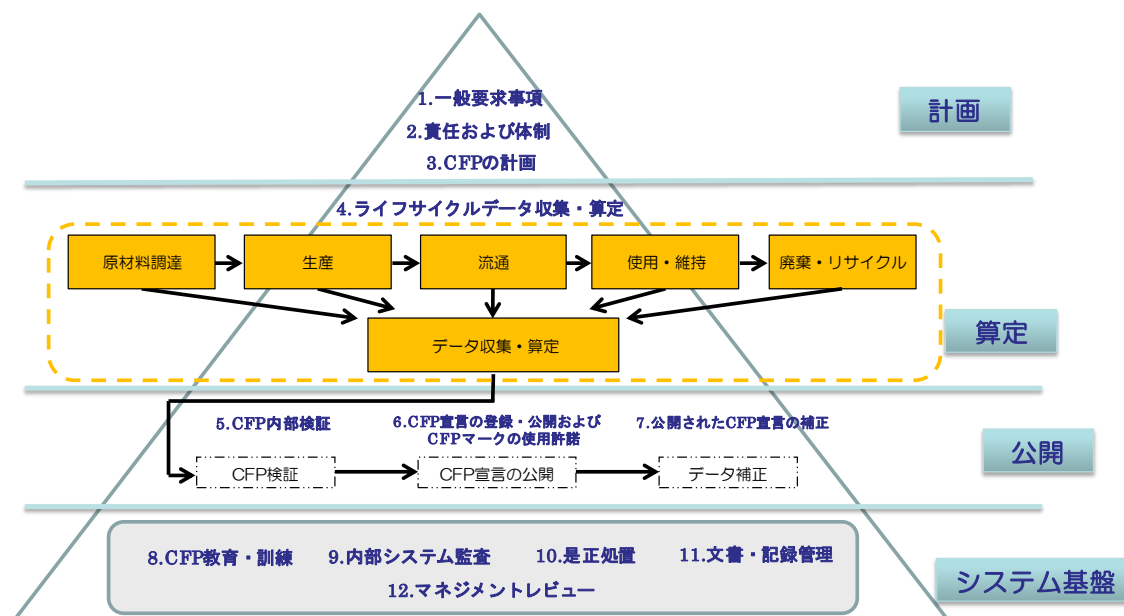 1.一般要求事項
2.責任および体制
3.CFPの計画
計画
4.ライフサイクルデータ収集・算定
原材料調達
生産
流通
使用・維持
廃棄・リサイクル
データ収集・算定
算定
5.CFP内部検証
6.CFP宣言の登録・公開および
CFPマークの使用許諾
7.公開されたCFP宣言の補正
CFP検証
CFP宣言の公開
データ補正
公開
8.CFP教育・訓練
9.内部システム監査
10.是正処置
11.文書・記録管理
12.マネジメントレビュー
システム基盤